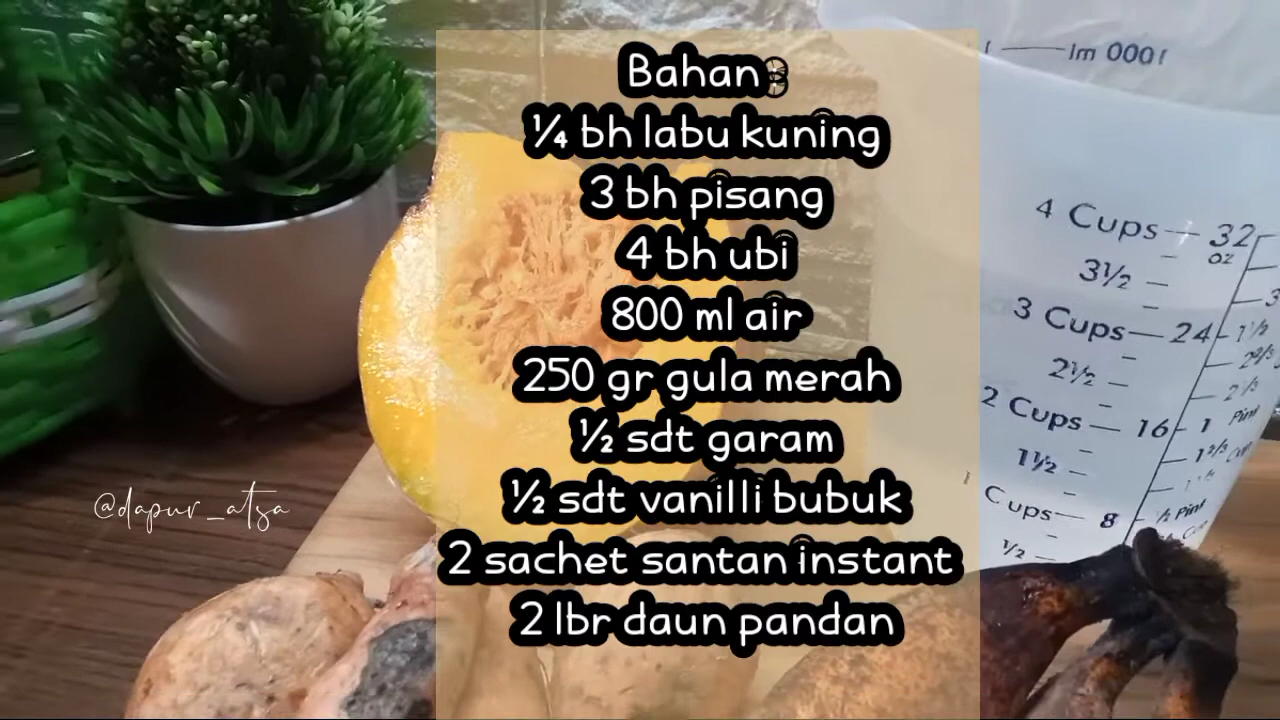 Bahan:
¼ bh labu kuning
3 bh pisang
4 bh ubi
800 ml air
250 gr gula merah
½ sdt garam
½ sdt vanilli bubuk
2 sachet santan instant
2 lbr daun pandan
@dapur_atsa
1000 ml
4 Cups 32
oz
3½
3 Cups 24 1½
2½
2 Cups 16 1 Pint
1½
Cups 8 ½ Pint
½